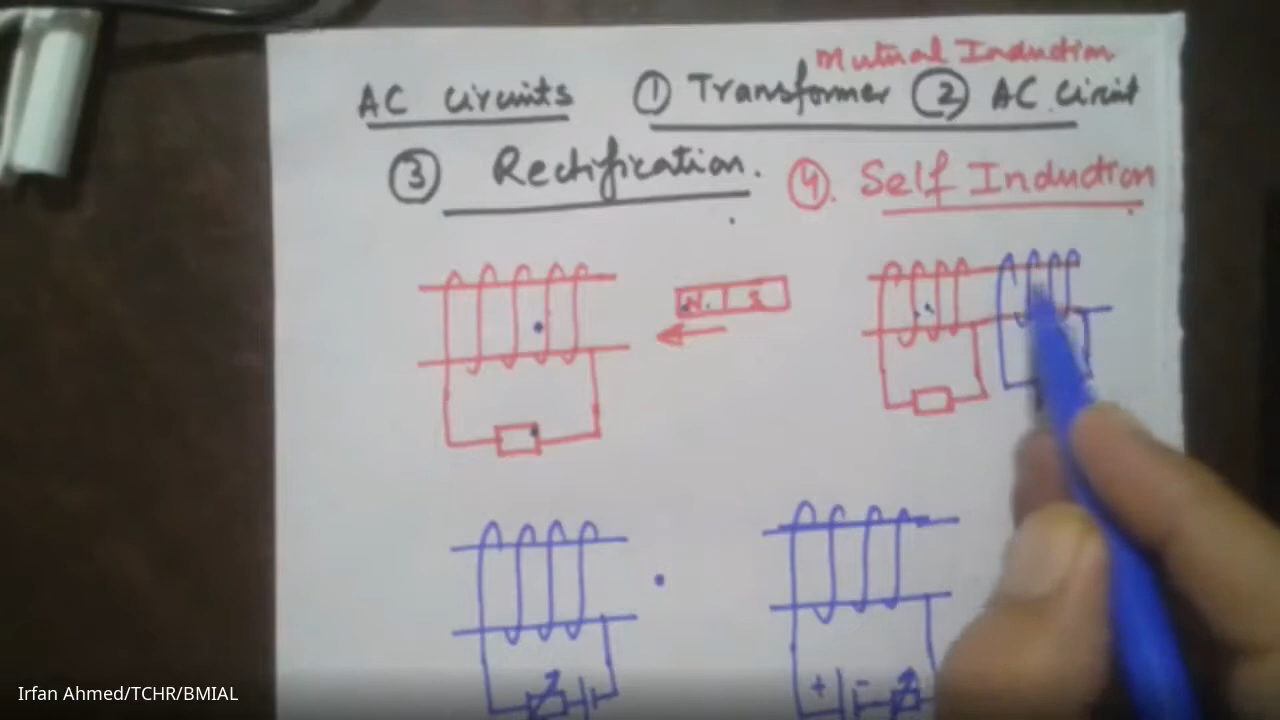 Mutual Induction
AC Circuits ① Transformer ② AC Circuit
③ Rectification. ④. Self Induction
N. S
+ -
Irfan Ahmed/TCHR/BMIAL